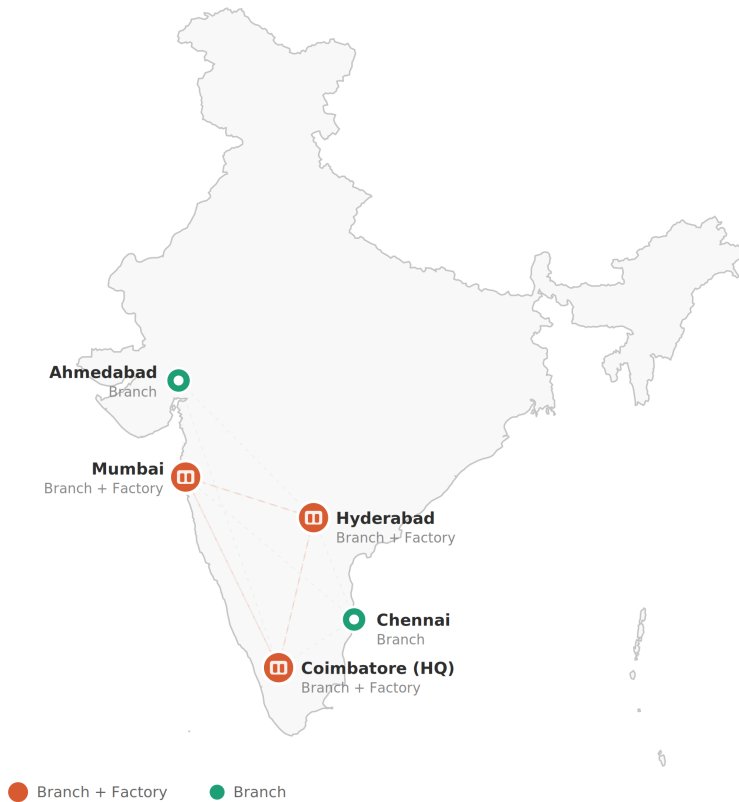 Ahmedabad
Branch
Mumbai
Branch + Factory
Hyderabad
Branch + Factory
Chennai
Branch
Coimbatore (HQ)
Branch + Factory
Branch + Factory
Branch